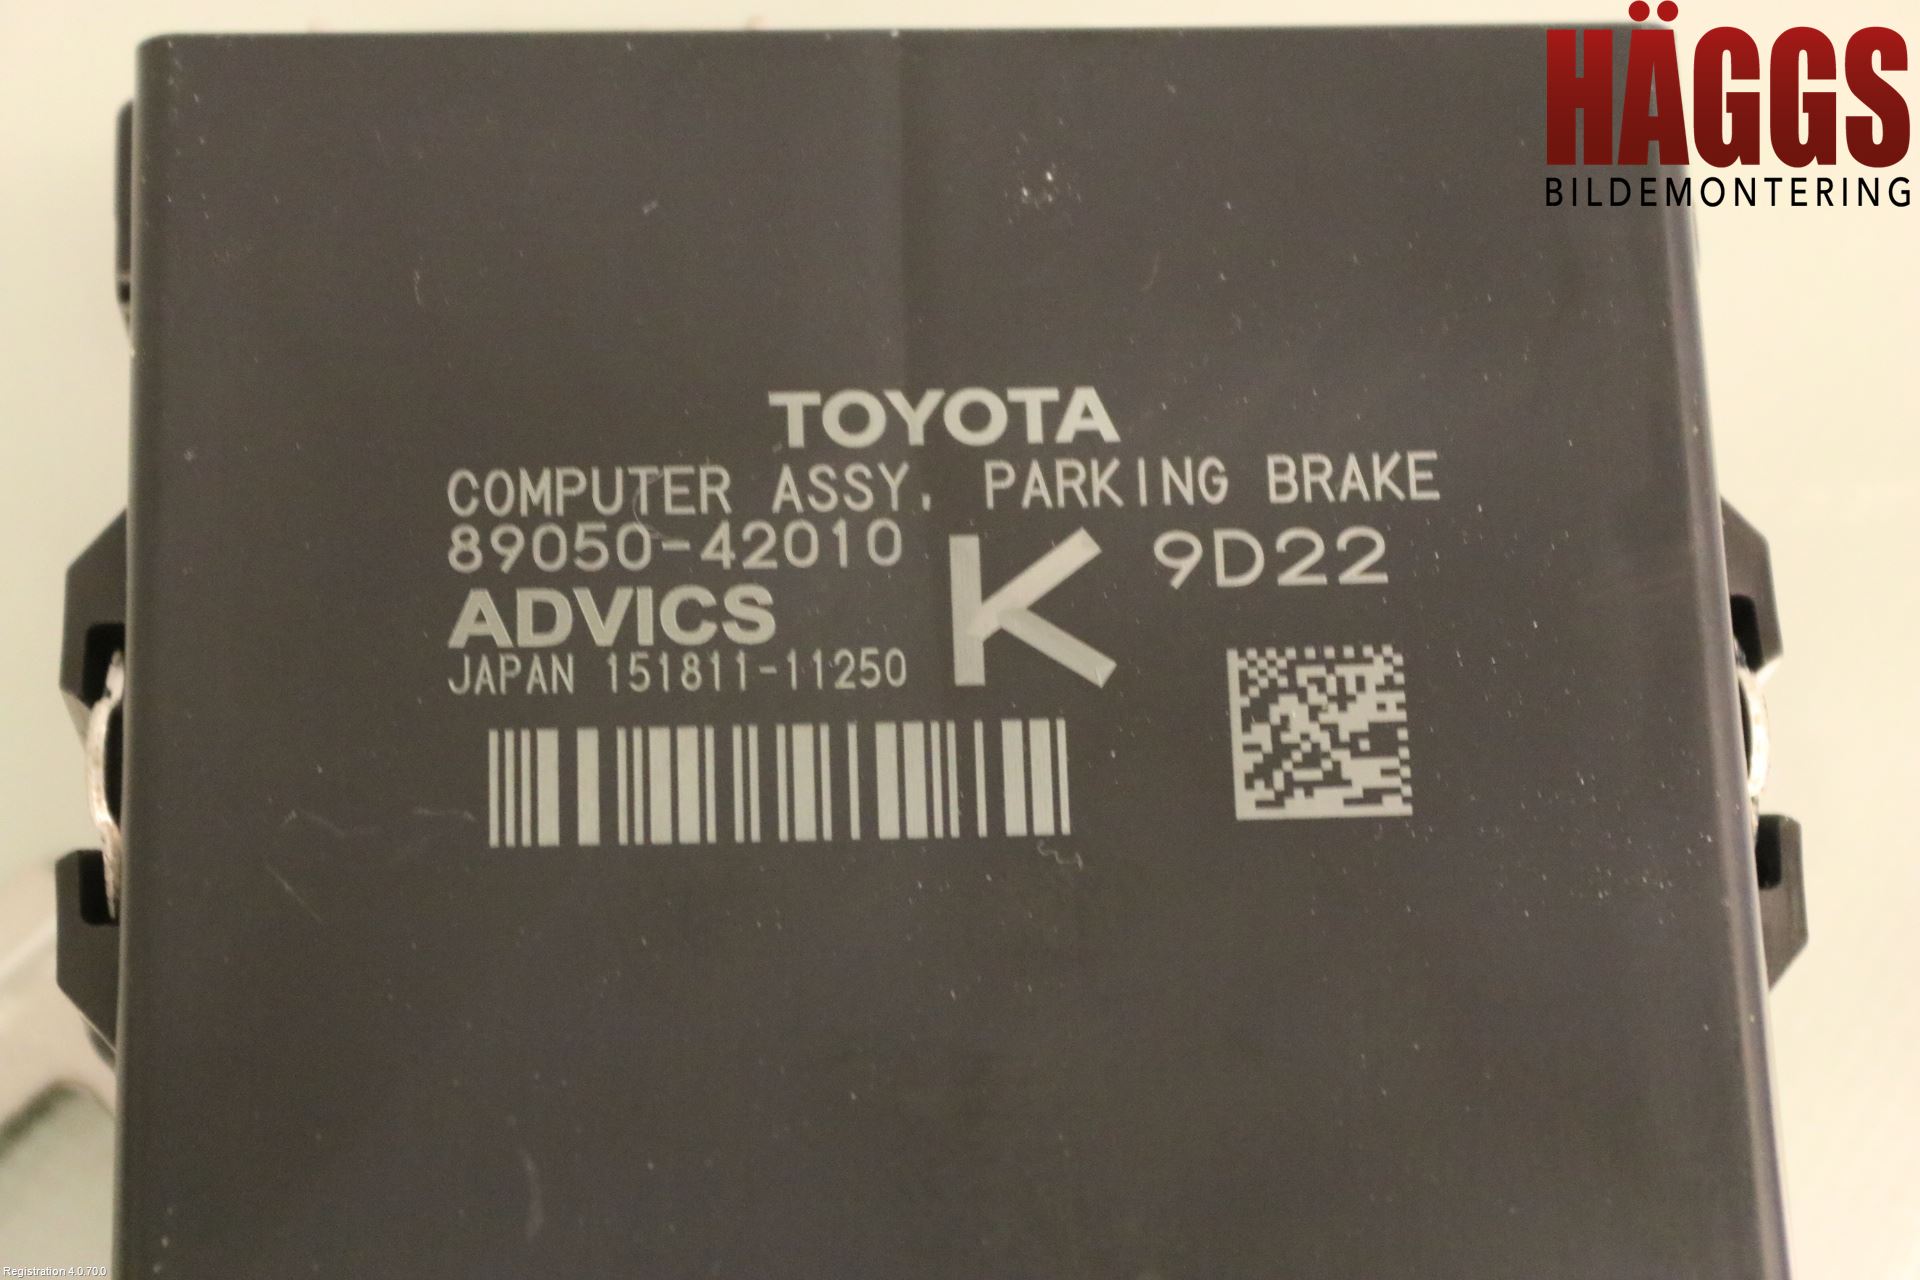 HÄGGS
BILDEMONTERING
TOYOTA
COMPUTER ASSY, PARKING BRAKE
89050-42010 K 9D22
ADVICS
JAPAN 151811-11250
Registration 4.0.70.0